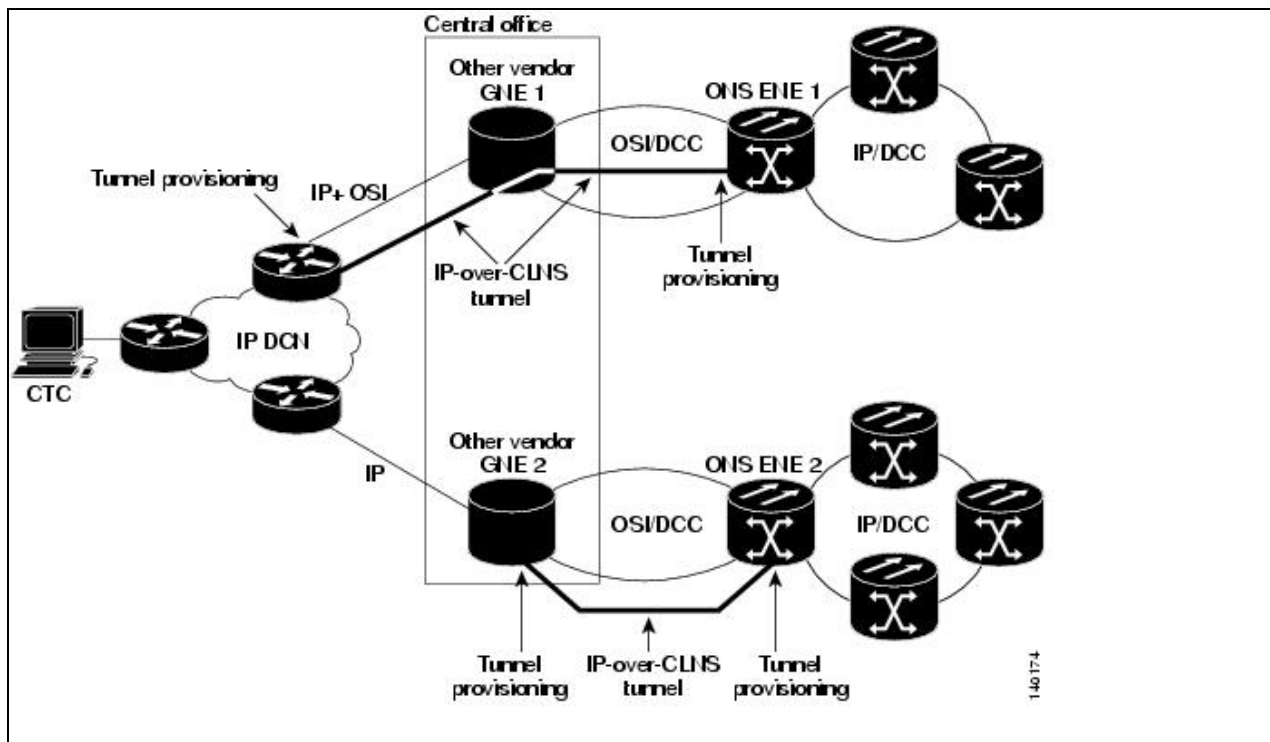 Central office
Other vendor
GNE 1
ONS ENE 1
OSI/DCC
IP/DCC
Tunnel provisioning
IP+ OSI
IP-over-CLNS
tunnel
Tunnel
provisioning
IP DCN
CTC
IP
Other vendor
GNE 2
ONS ENE 2
OSI/DCC
IP/DCC
Tunnel
provisioning
IP-over-CLNS
tunnel
Tunnel
provisioning
140174